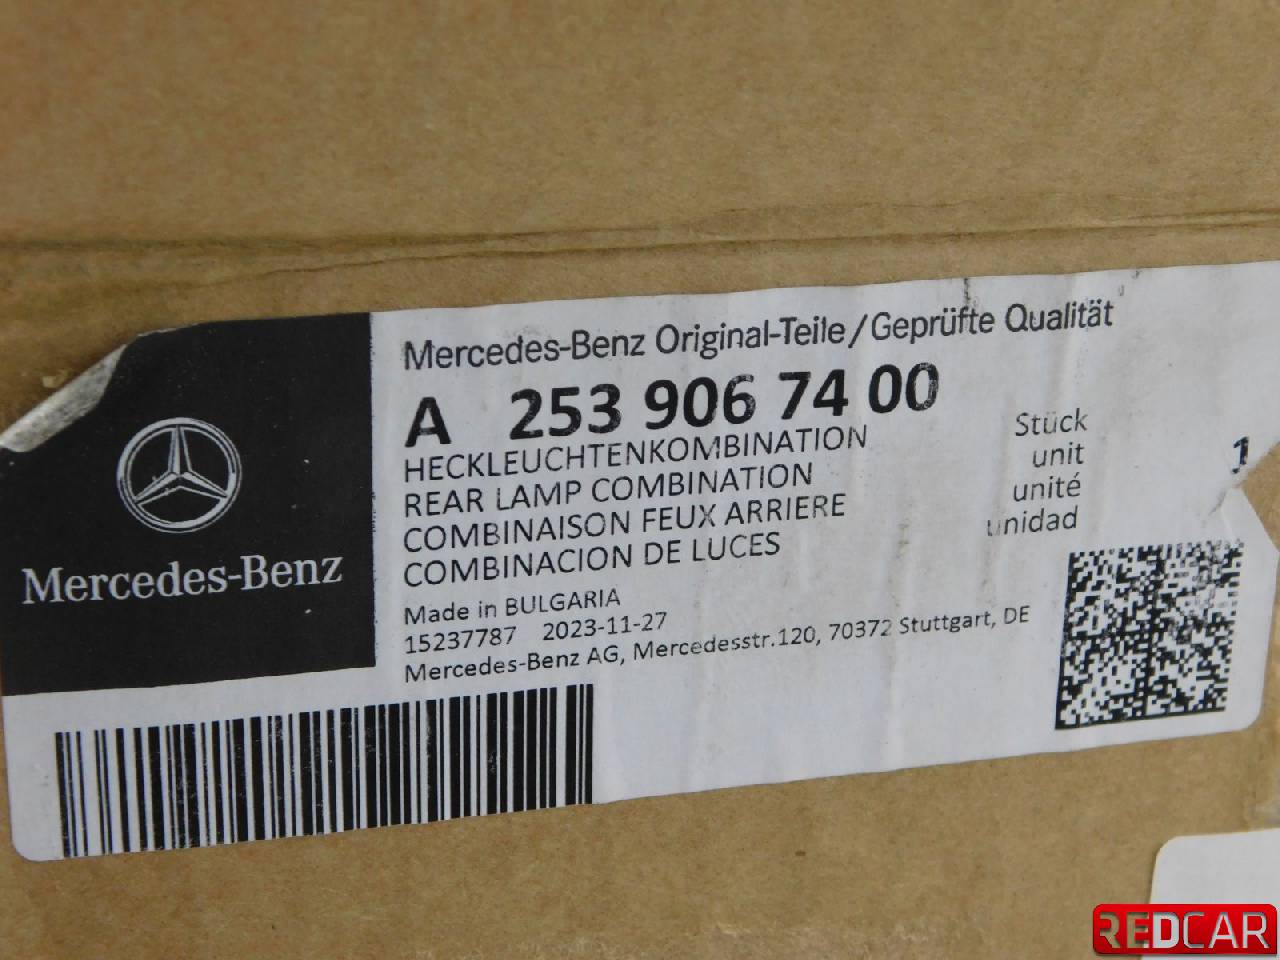 Mercedes-Benz Original-Teile/Geprüfte Qualität
A 253 906 74 00
HECKLEUCHTENKOMBINATION
REAR LAMP COMBINATION
COMBINAISON FEUX ARRIERE
COMBINACION DE LUCES
Stück
unit
unité
unidad
1
Mercedes-Benz
Made in BULGARIA
15237787 2023-11-27
Mercedes-Benz AG, Mercedesstr.120, 70372 Stuttgart, DE
REDCAR